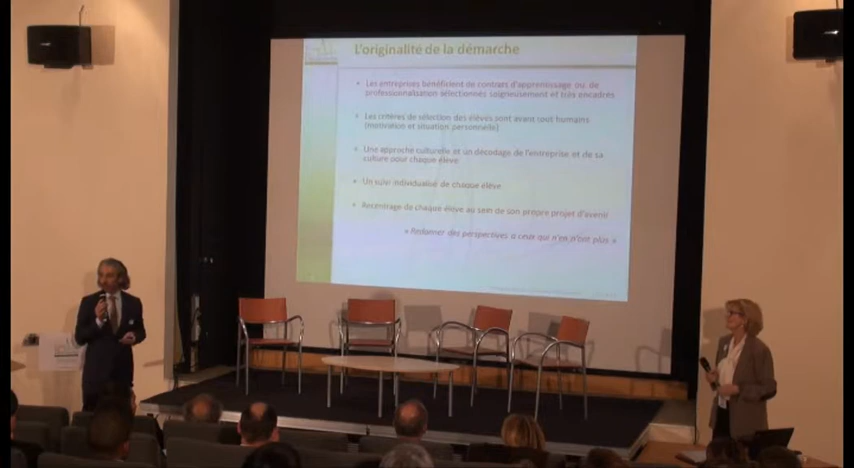 L'originalité de la démarche
• Les entreprises bénéficient de contrats d'apprentissage ou de
professionnalisation sélectionnés soigneusement et très encadrés
• Les critères de sélection des élèves sont avant tout humains
(motivation et situation personnelle)
• Une approche culturelle et un décodage de l'entreprise et de sa
culture pour chaque élève
• Un suivi individualisé de chaque élève
• Recentrage de chaque élève au sein de son propre projet d'avenir
« Redonner des perspectives à ceux qui n'en n'ont plus »